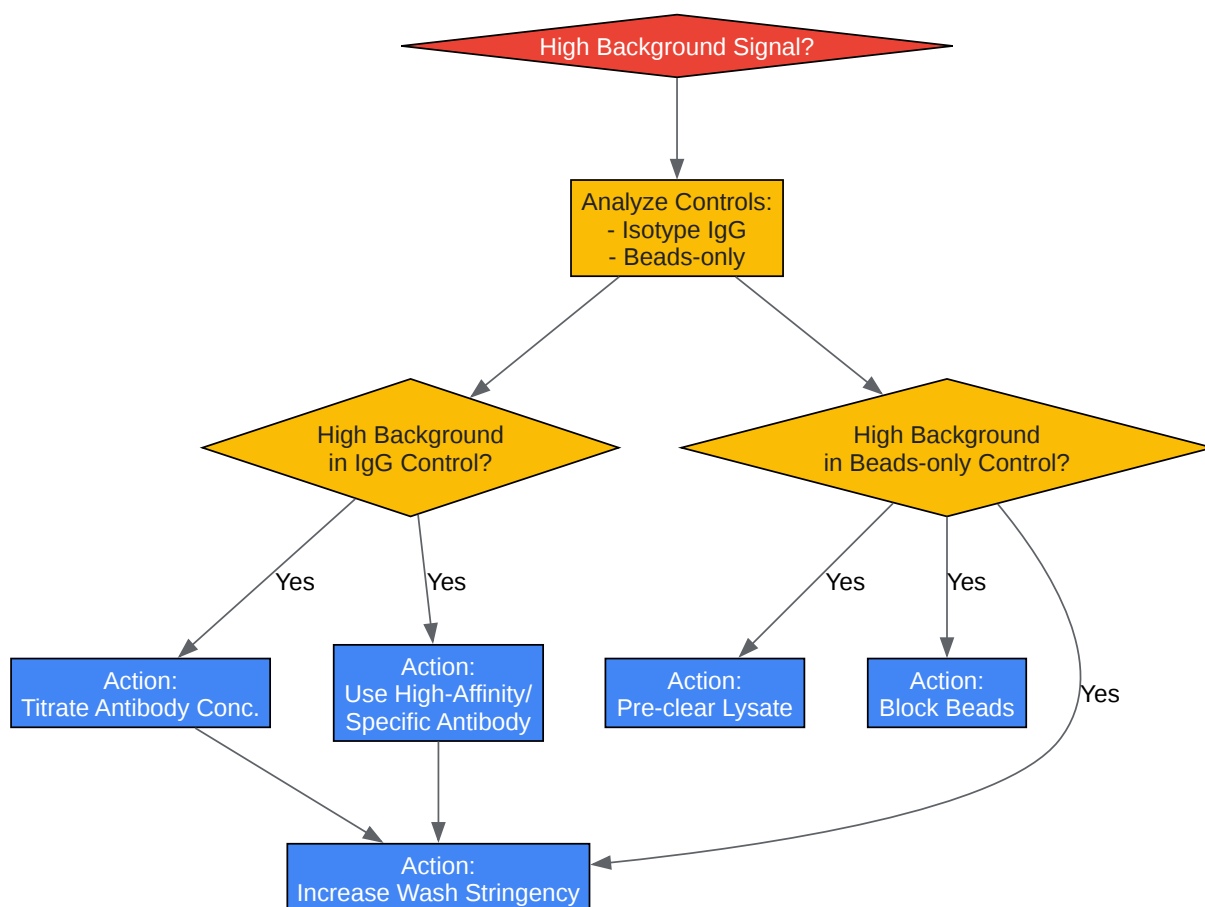 High Background Signal?
Analyze Controls:
- Isotype IgG
- Beads-only
High Background
in IgG Control?
High Background
in Beads-only Control?
Yes
Yes
Yes
Yes
Yes
Action:
Titrate Antibody Conc.
Action:
Use High-Affinity/
Specific Antibody
Action:
Pre-clear Lysate
Action:
Block Beads
Action:
Increase Wash Stringency